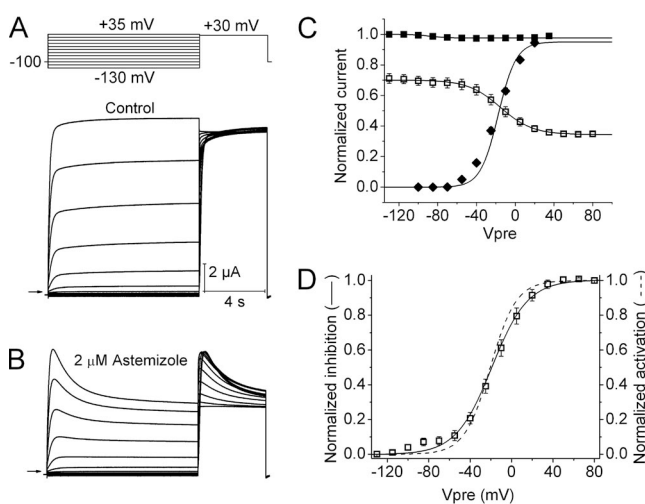 A
+35 mV
+30 mV
-100
-130 mV
Control
2 µA
4 s
B
2 µM Astemizole
C
Normalized current
1.0
0.8
0.6
0.4
0.2
0.0
-120 -80 -40 0 40 80
Vpre
D
Normalized inhibition (—)
1.0
0.8
0.6
0.4
0.2
0.0
-120 -80 -40 0 40 80
Vpre (mV)
1.0
0.8
0.6
0.4
0.2
0.0
Normalized activation (---)